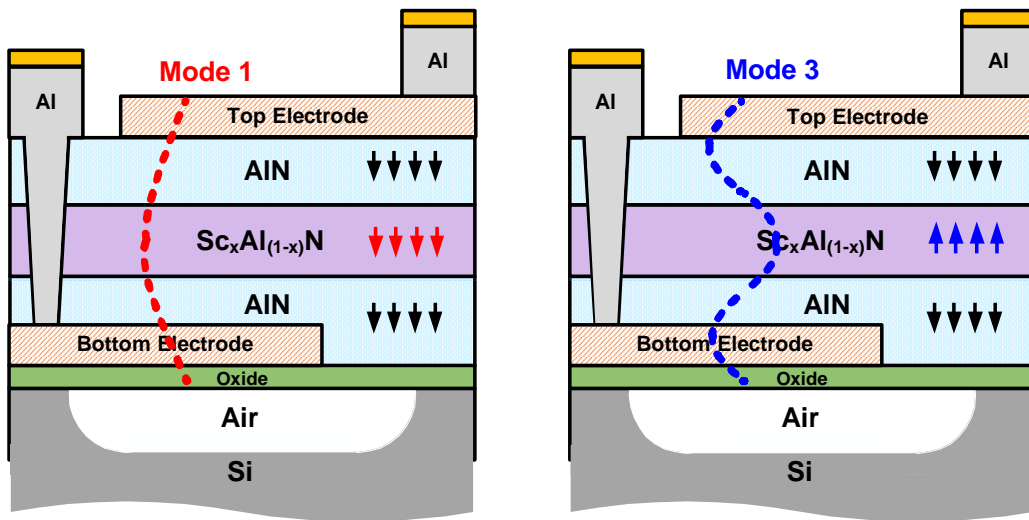 Mode 1
Al
Al
Top Electrode
AlN
ScₓAl₍₁₋ₓ₎N
AlN
Bottom Electrode
Oxide
Air
Si
Mode 3
Al
Al
Top Electrode
AlN
ScₓAl₍₁₋ₓ₎N
AlN
Bottom Electrode
Oxide
Air
Si